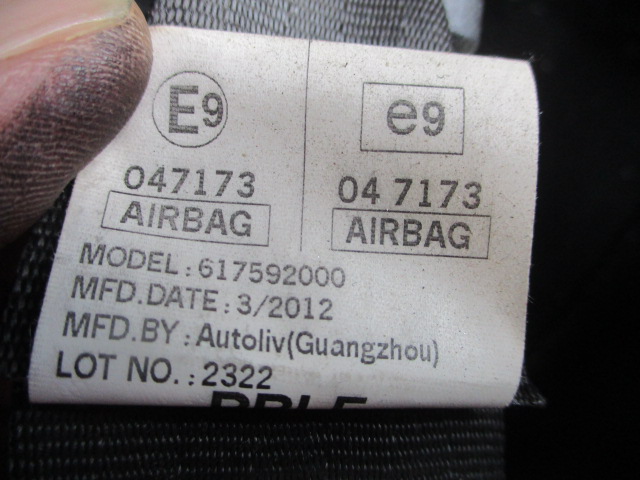 E9 e9
047173 04 7173
AIRBAG AIRBAG
MODEL:617592000
MFD.DATE:3/2012
MFD.BY:Autoliv(Guangzhou)
LOT NO.:2322